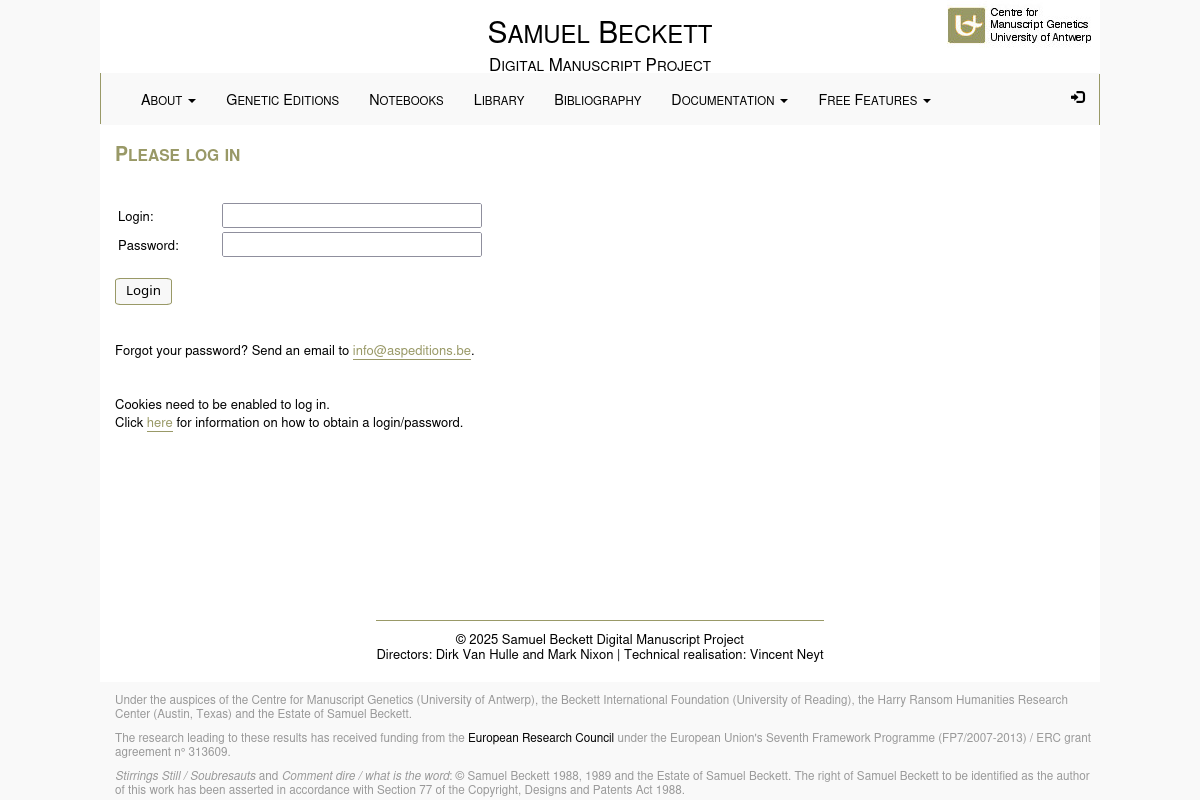 Samuel Beckett
Digital Manuscript Project
Centre for
Manuscript Genetics
University of Antwerp
About
Genetic Editions
Notebooks
Library
Bibliography
Documentation
Free Features
Please log in
Login:
Password:
Login
Forgot your password? Send an email to info@aspeditions.be.
Cookies need to be enabled to log in.
Click here for information on how to obtain a login/password.
© 2025 Samuel Beckett Digital Manuscript Project
Directors: Dirk Van Hulle and Mark Nixon | Technical realisation: Vincent Neyt
Under the auspices of the Centre for Manuscript Genetics (University of Antwerp), the Beckett International Foundation (University of Reading), the Harry Ransom Humanities Research
Center (Austin, Texas) and the Estate of Samuel Beckett.
The research leading to these results has received funding from the European Research Council under the European Union's Seventh Framework Programme (FP7/2007-2013) / ERC grant
agreement n° 313609.
Stirrings Still / Soubresauts and Comment dire / what is the word: © Samuel Beckett 1988, 1989 and the Estate of Samuel Beckett. The right of Samuel Beckett to be identified as the author
of this work has been asserted in accordance with Section 77 of the Copyright, Designs and Patents Act 1988.